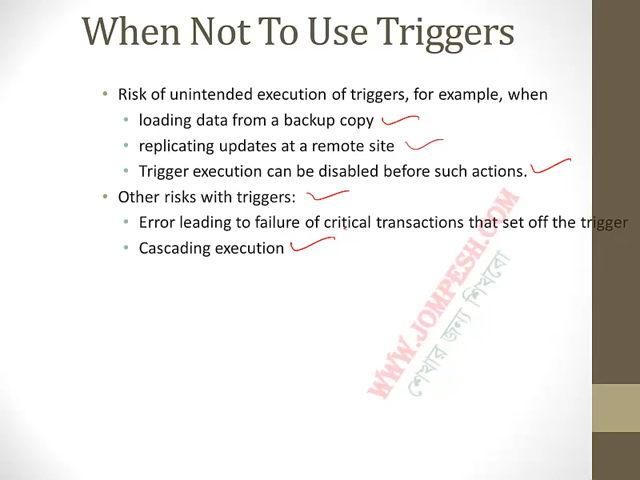 When Not To Use Triggers
• Risk of unintended execution of triggers, for example, when
• loading data from a backup copy
• replicating updates at a remote site
• Trigger execution can be disabled before such actions.
• Other risks with triggers:
• Error leading to failure of critical transactions that set off the trigger
• Cascading execution
WWW.JOMPESH.COM
শেখার জন্য শিখবো